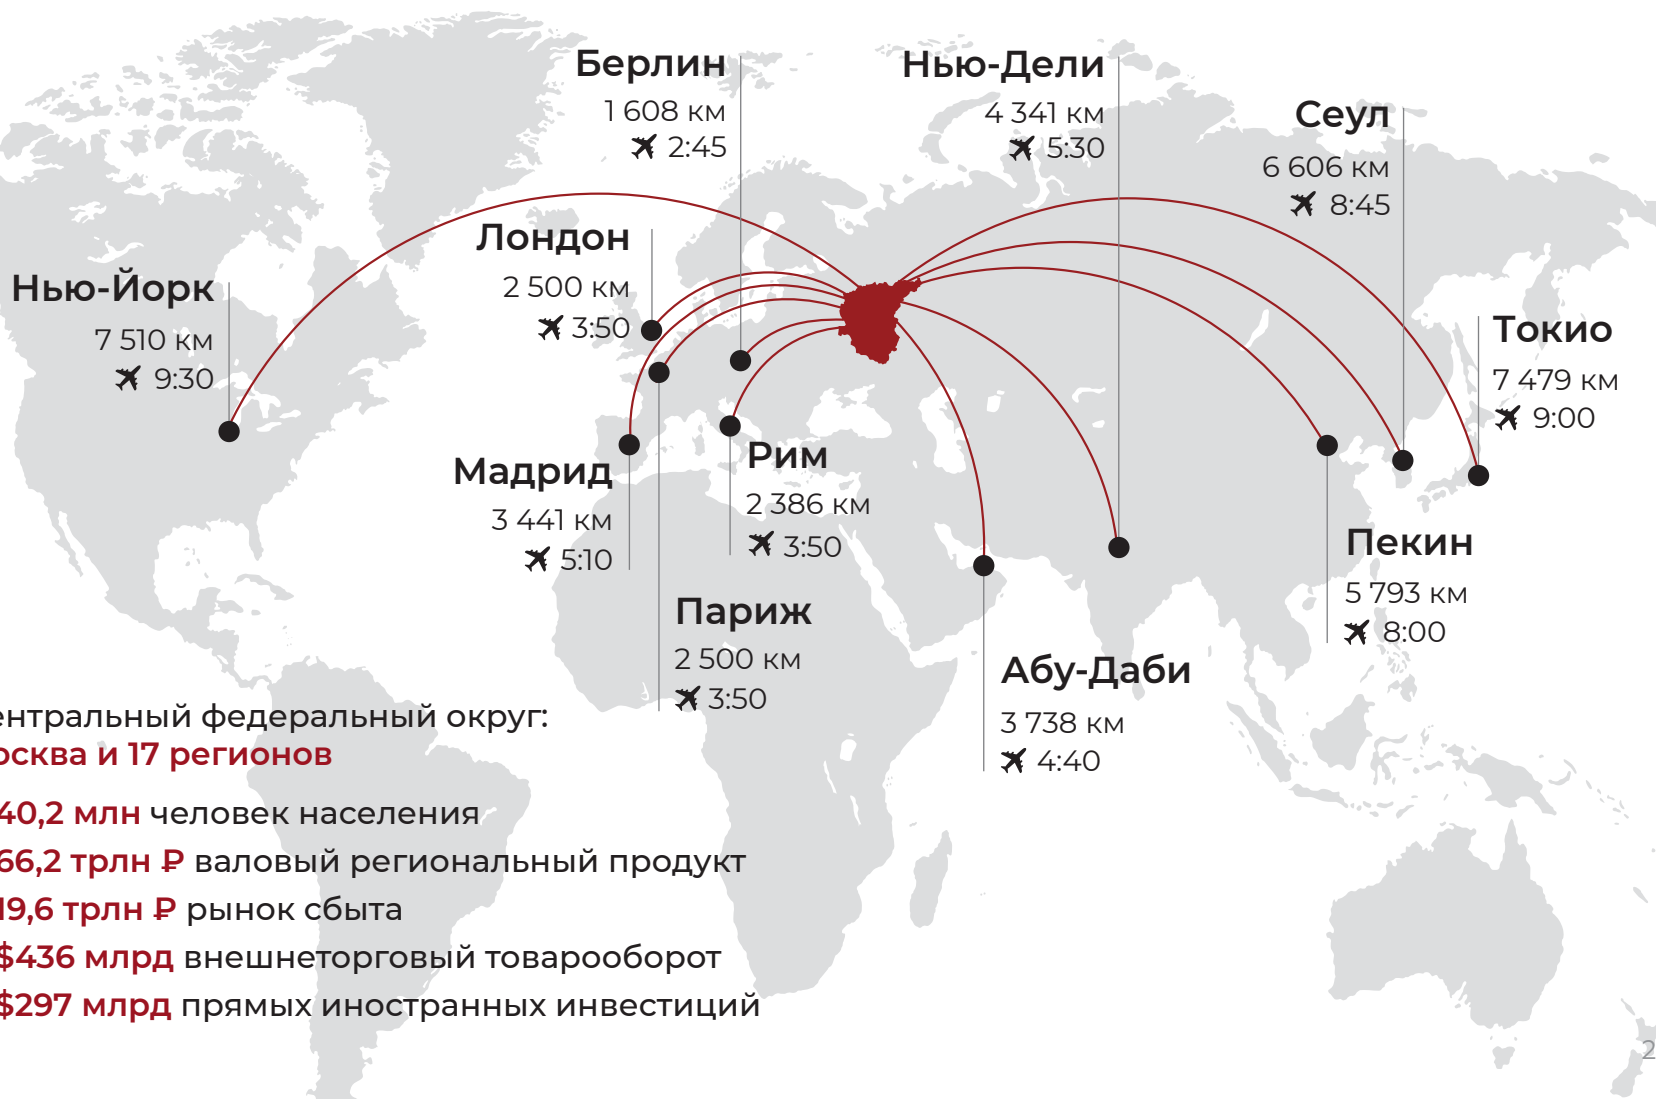 Берлин
1 608 км
2:45
Нью-Дели
4 341 км
5:30
Сеул
6 606 км
8:45
Лондон
2 500 км
3:50
Нью-Йорк
7 510 км
9:30
Токио
7 479 км
9:00
Мадрид
3 441 км
5:10
Рим
2 386 км
3:50
Пекин
5 793 км
8:00
Париж
2 500 км
3:50
Абу-Даби
3 738 км
4:40
ентральный федеральный округ:
осква и 17 регионов
40,2 млн человек населения
66,2 трлн ₽ валовый региональный продукт
19,6 трлн ₽ рынок сбыта
$436 млрд внешнеторговый товарооборот
$297 млрд прямых иностранных инвестиций
2